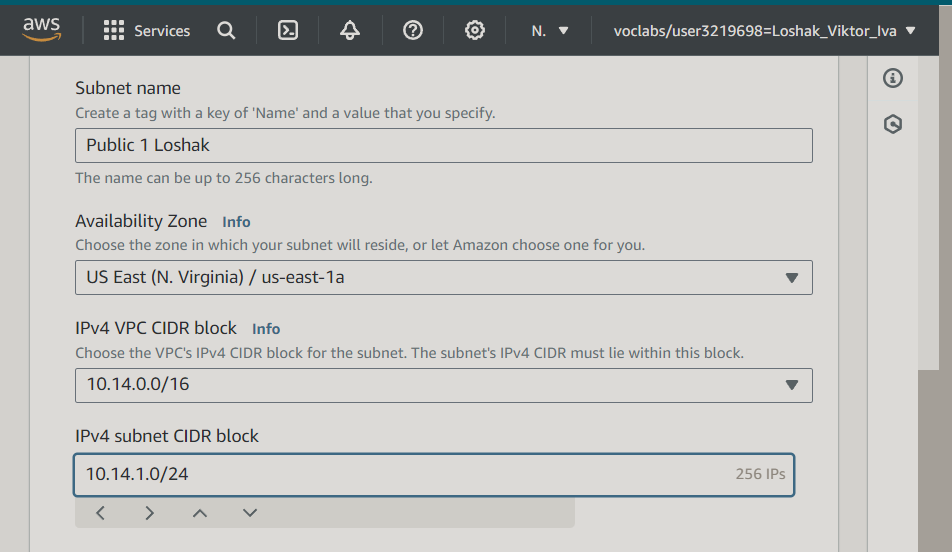 aws Services N. voclabs/user3219698=Loshak_Viktor_Iva
Subnet name
Create a tag with a key of 'Name' and a value that you specify.
Public 1 Loshak
The name can be up to 256 characters long.
Availability Zone Info
Choose the zone in which your subnet will reside, or let Amazon choose one for you.
US East (N. Virginia) / us-east-1a
IPv4 VPC CIDR block Info
Choose the VPC's IPv4 CIDR block for the subnet. The subnet's IPv4 CIDR must lie within this block.
10.14.0.0/16
IPv4 subnet CIDR block
10.14.1.0/24 256 IPs